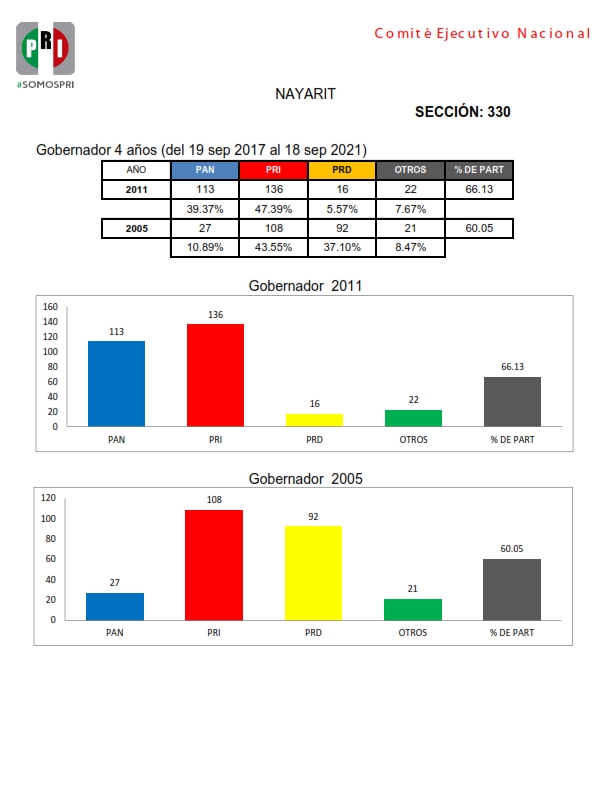 Comité Ejecutivo Nacional
PRI
#SOMOSPRI
NAYARIT
SECCIÓN: 330
Gobernador 4 años (del 19 sep 2017 al 18 sep 2021)
AÑO PAN PRI PRD OTROS % DE PART
2011 113 136 16 22 66.13
39.37% 47.39% 5.57% 7.67%
2005 27 108 92 21 60.05
10.89% 43.55% 37.10% 8.47%
Gobernador 2011
160
140
120
100
80
60
40
20
0
113
136
16
22
66.13
PAN PRI PRD OTROS % DE PART
Gobernador 2005
120
100
80
60
40
20
0
27
108
92
21
60.05
PAN PRI PRD OTROS % DE PART